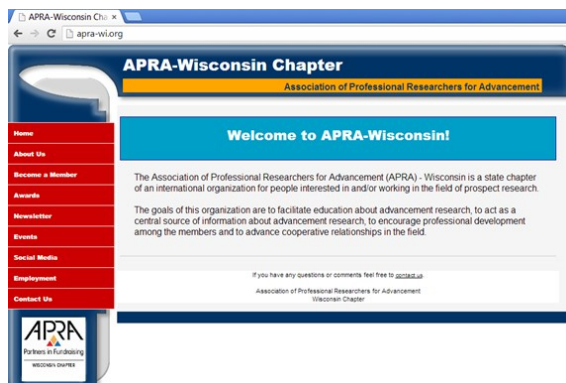 APRA-Wisconsin Cha
apra-wi.org
APRA-Wisconsin Chapter
Association of Professional Researchers for Advancement
Home
About Us
Become a Member
Awards
Newsletter
Events
Social Media
Employment
Contact Us
APRA
Partners in Fundraising
WISCONSIN CHAPTER
Welcome to APRA-Wisconsin!
The Association of Professional Researchers for Advancement (APRA) - Wisconsin is a state chapter
of an international organization for people interested in and/or working in the field of prospect research.
The goals of this organization are to facilitate education about advancement research, to act as a
central source of information about advancement research, to encourage professional development
among the members and to advance cooperative relationships in the field.
If you have any questions or comments feel free to contact us.
Association of Professional Researchers for Advancement
Wisconsin Chapter